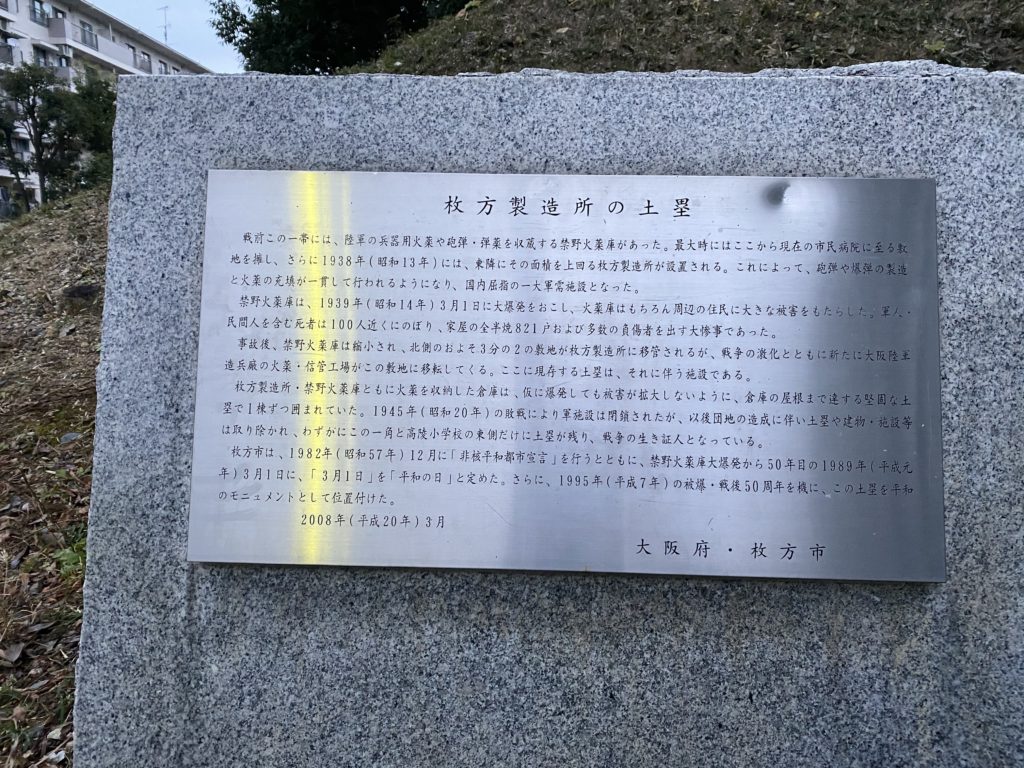 枚方製造所の土塁
戦前この一帯には、陸軍の兵器用火薬や砲弾・弾薬を収蔵する禁野火薬庫があった。最大時にはここから現在の市民病院に至る敷
地を擁し、さらに1938年(昭和13年)には、東隣にその面積を上回る枚方製造所が設置される。これによって、砲弾や爆弾の製造
と火薬の充填が一貫して行われるようになり、国内屈指の一大軍需施設となった。
禁野火薬庫は、1939年(昭和14年)3月1日に大爆発をおこし、火薬庫はもちろん周辺の住民に大きな被害をもたらした。軍人・
民間人を含む死者は100人近くにのぼり、家屋の全半焼821戸および多数の負傷者を出す大惨事であった。
事故後、禁野火薬庫は縮小され、北側のおよそ3分の2の敷地が枚方製造所に移管されるが、戦争の激化とともに新たに大阪陸軍
造兵廠の火薬・信管工場がこの敷地に移転してくる。ここに現存する土塁は、それに伴う施設である。
枚方製造所・禁野火薬庫ともに火薬を収納した倉庫は、仮に爆発しても被害が拡大しないように、倉庫の屋根まで達する堅固な土
塁で1棟ずつ囲まれていた。1945年(昭和20年)の敗戦により軍施設は閉鎖されたが、以後団地の造成に伴い土塁や建物・施設等
は取り除かれ、わずかにこの一角と高陵小学校の東側だけに土塁が残り、戦争の生き証人となっている。
枚方市は、1982年(昭和57年)12月に「非核平和都市宣言」を行うとともに、禁野火薬庫大爆発から50年目の1989年(平成元
年)3月1日に、「3月1日」を「平和の日」と定めた。さらに、1995年(平成7年)の被爆・戦後50周年を機に、この土塁を平和
のモニュメントとして位置付けた。
2008年(平成20年)3月
大阪府・枚方市